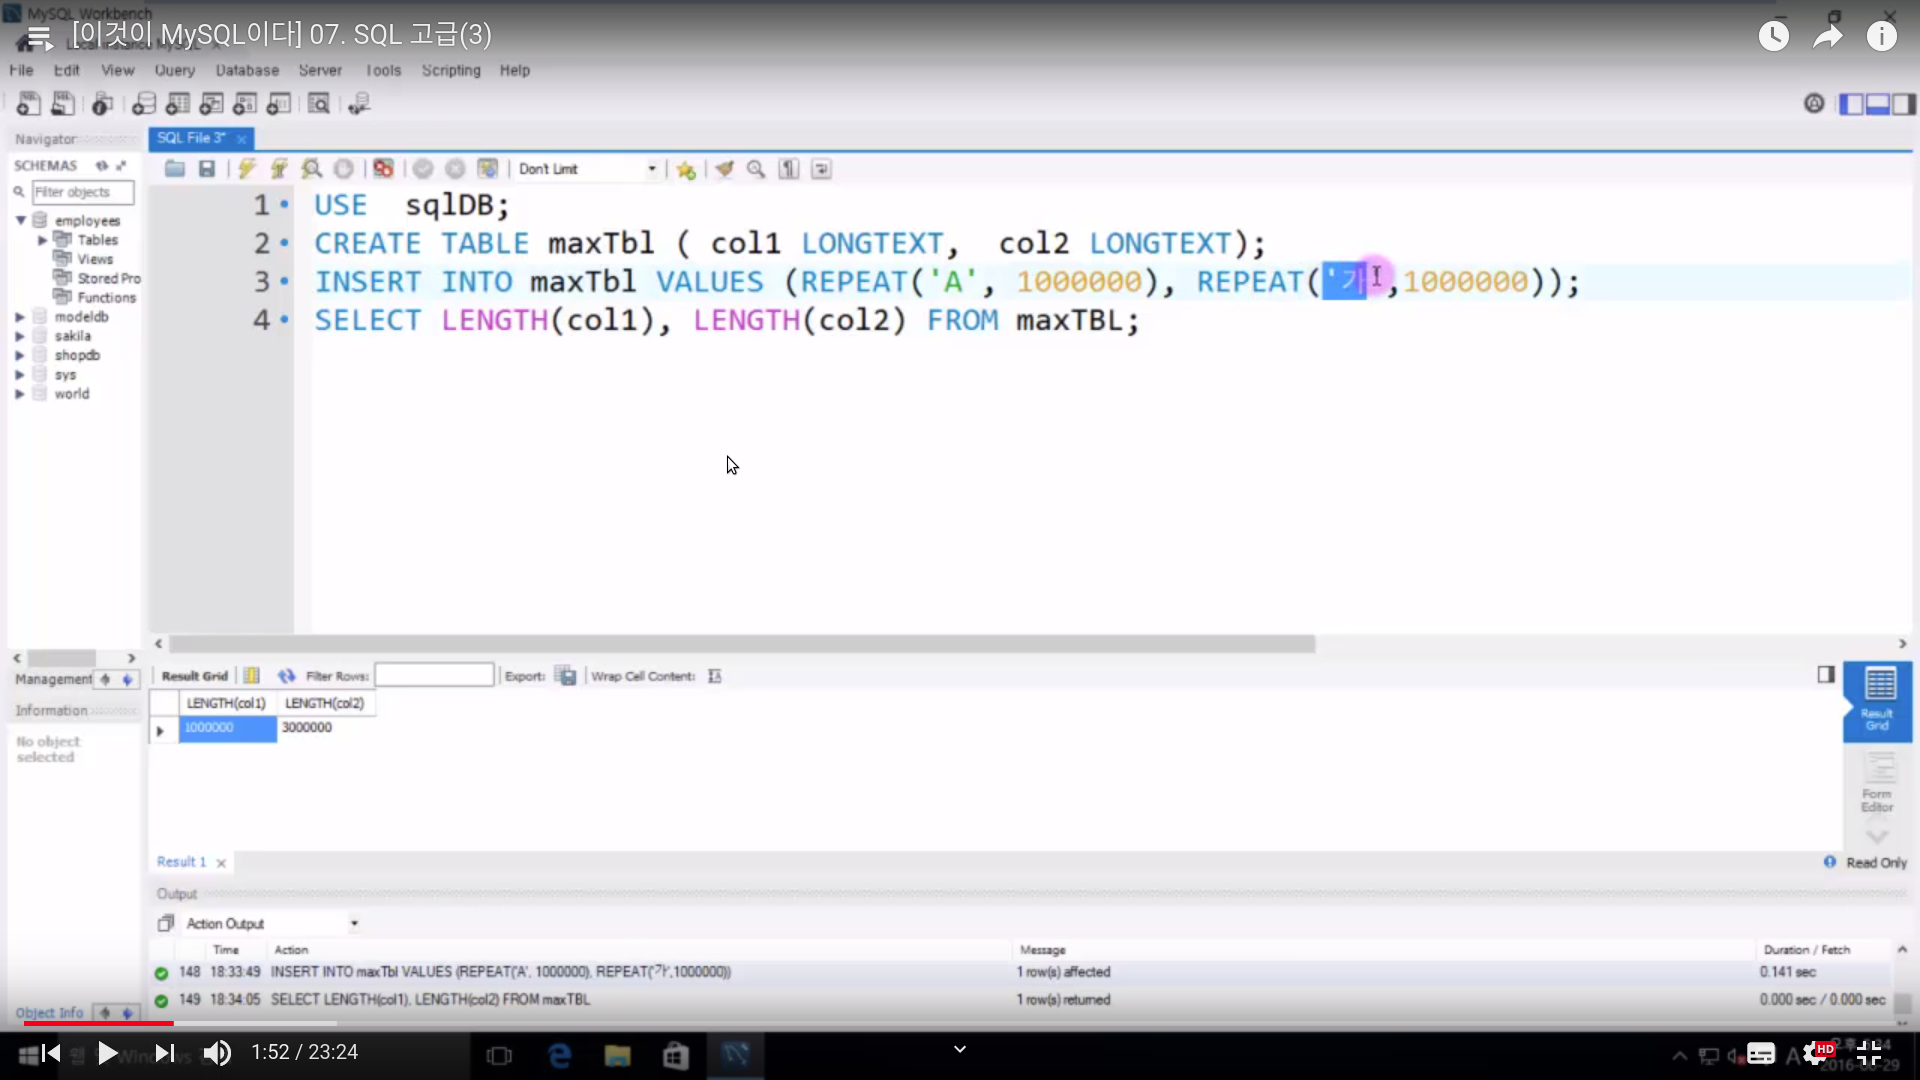 MySQL Workbench
[이것이 MySQL이다] 07. SQL 고급(3)
File Edit View Query Database Server Tools Scripting Help
Navigator
SQL File 3*
SCHEMAS
Don't Limit
Filter objects
employees
Tables
Views
Stored Pro
Functions
modeldb
sakila
shopdb
sys
world
1 USE sqlDB;
2 CREATE TABLE maxTbl ( col1 LONGTEXT, col2 LONGTEXT);
3 INSERT INTO maxTbl VALUES (REPEAT('A', 1000000), REPEAT('가',1000000));
4 SELECT LENGTH(col1), LENGTH(col2) FROM maxTBL;
Management
Information
No object
selected
Result Grid Filter Rows: Export: Wrap Cell Content:
LENGTH(col1) LENGTH(col2)
1000000 3000000
Result
Grid
Form
Editor
Result 1
Read Only
Output
Action Output
Time Action Message Duration / Fetch
148 18:33:49 INSERT INTO maxTbl VALUES (REPEAT('A', 1000000), REPEAT('가',1000000)) 1 row(s) affected 0.141 sec
149 18:34:05 SELECT LENGTH(col1), LENGTH(col2) FROM maxTBL 1 row(s) returned 0.000 sec / 0.000 sec
Object Info
1:52 / 23:24
HD